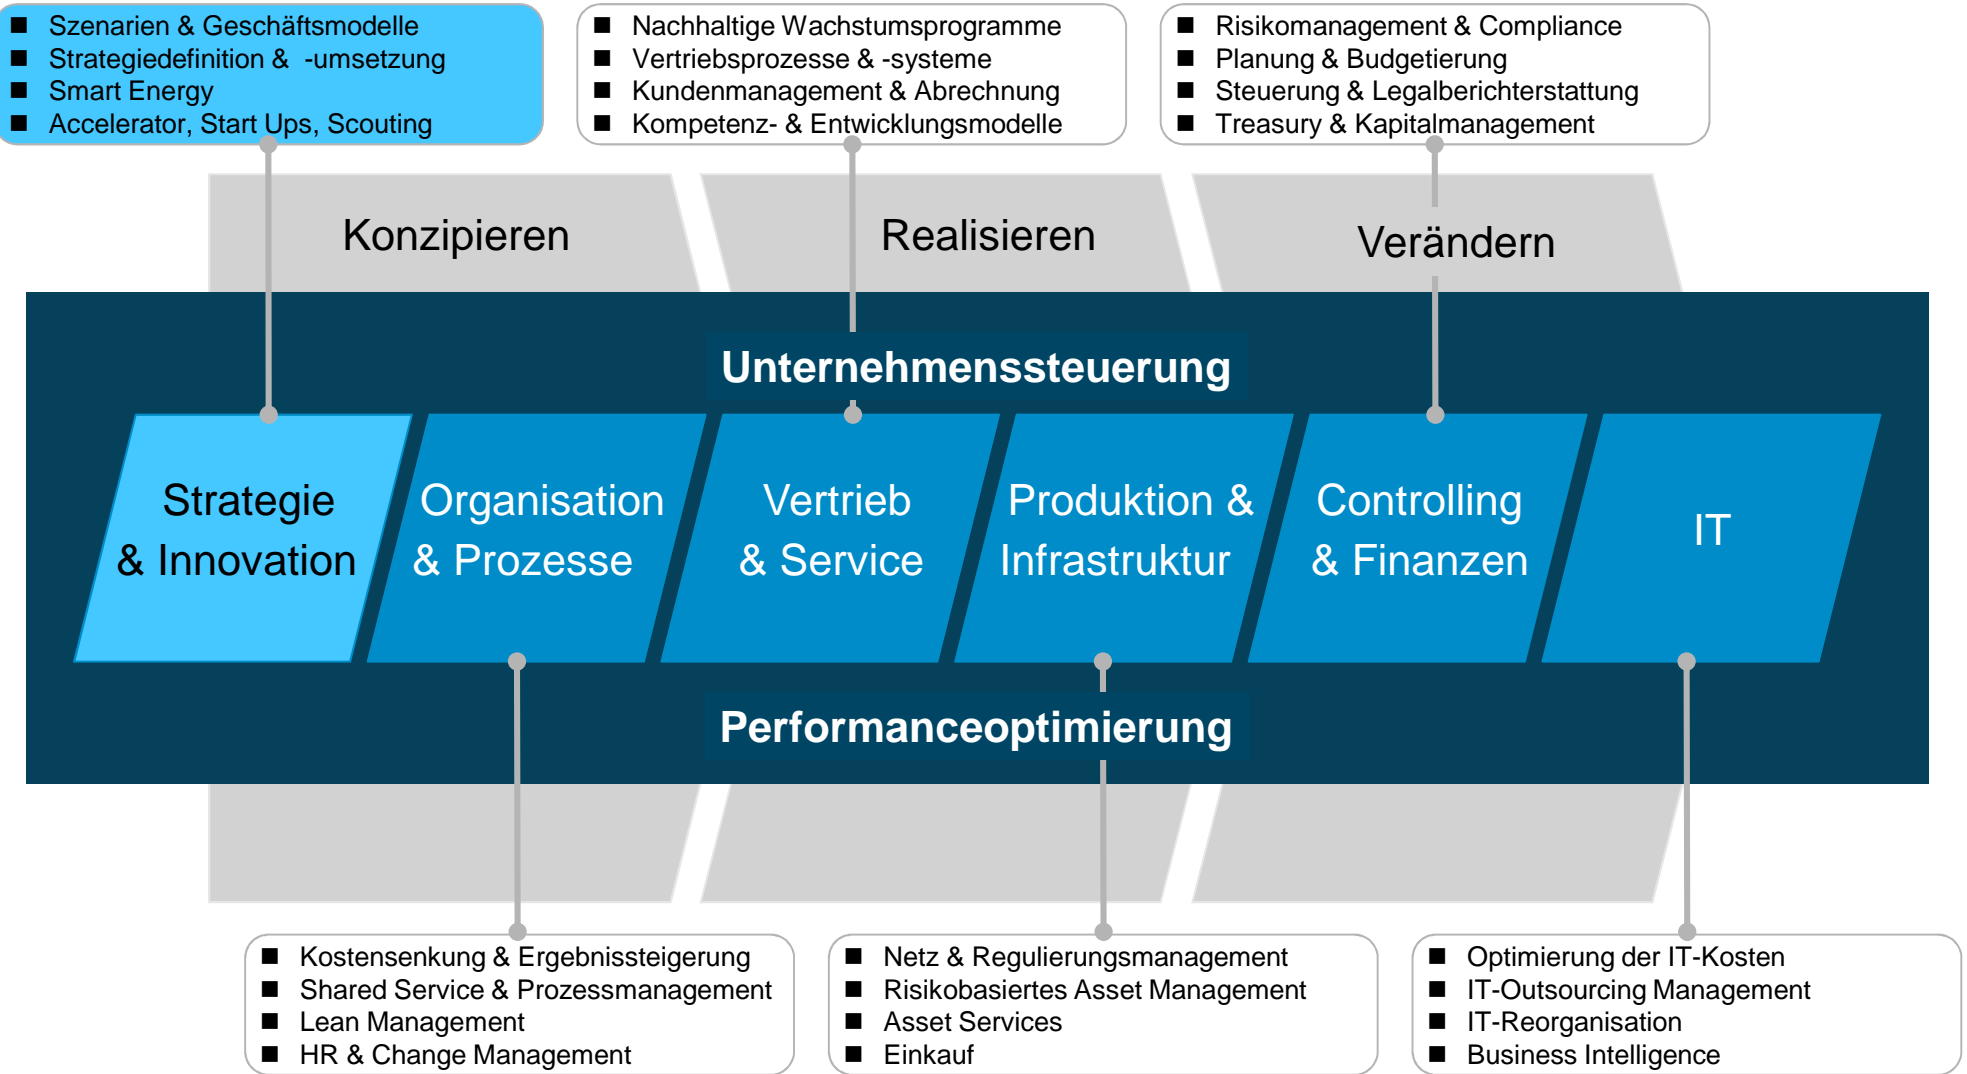 Szenarien & Geschäftsmodelle
Strategiedefinition & -umsetzung
Smart Energy
Accelerator, Start Ups, Scouting
Nachhaltige Wachstumsprogramme
Vertriebsprozesse & -systeme
Kundenmanagement & Abrechnung
Kompetenz- & Entwicklungsmodelle
Risikomanagement & Compliance
Planung & Budgetierung
Steuerung & Legalberichterstattung
Treasury & Kapitalmanagement
Konzipieren
Realisieren
Verändern
Unternehmenssteuerung
Strategie
& Innovation
Organisation
& Prozesse
Vertrieb
& Service
Produktion &
Infrastruktur
Controlling
& Finanzen
IT
Performanceoptimierung
Kostensenkung & Ergebnissteigerung
Shared Service & Prozessmanagement
Lean Management
HR & Change Management
Netz & Regulierungsmanagement
Risikobasiertes Asset Management
Asset Services
Einkauf
Optimierung der IT-Kosten
IT-Outsourcing Management
IT-Reorganisation
Business Intelligence